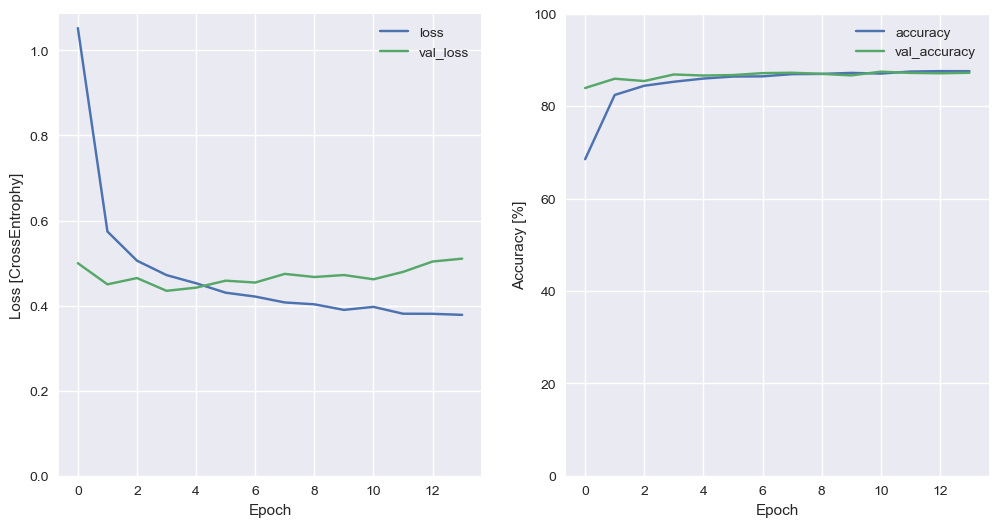 loss
val_loss
1.0
0.8
0.6
0.4
0.2
0.0
0 2 4 6 8 10 12
Epoch
Loss [CrossEntrophy]
accuracy
val_accuracy
100
80
60
40
20
0
0 2 4 6 8 10 12
Epoch
Accuracy [%]